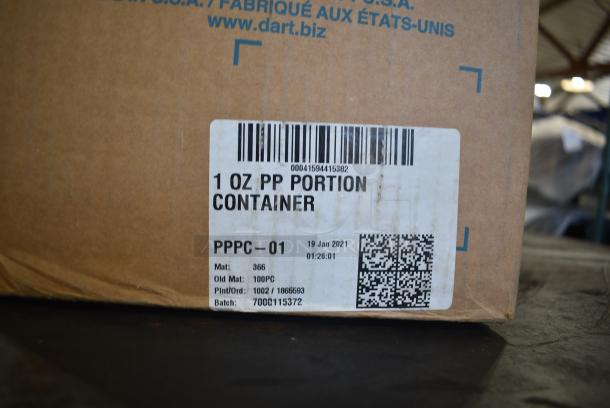 U.S.A.
U.S.A. / FABRIQUÉ AUX ÉTATS-UNIS
www.dart.biz
00041594415382
1 OZ PP PORTION
CONTAINER
PPPC-01 19 Jan 2021
01:26:01
Mat: 366
Old Mat: 100PC
Plnt/Ord: 1002 / 1866593
Batch: 7000115372